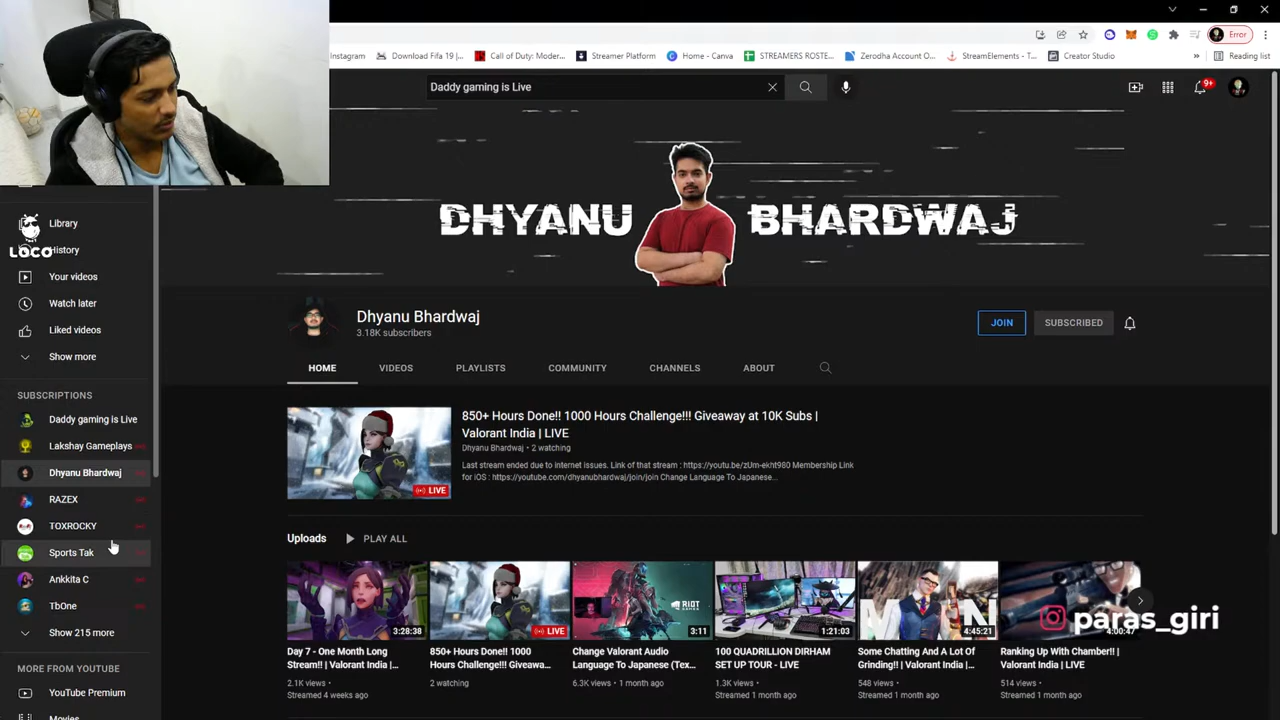 Instagram
Download Fifa 19 |...
Call of Duty: Moder...
Streamer Platform
Home - Canva
STREAMERS ROSTE...
Zerodha Account O...
StreamElements - T...
Creator Studio
»
Reading list
Error
Daddy gaming is Live
9+
DHYANU BHARDWAJ
LOCO
Library
History
Your videos
Watch later
Liked videos
Show more
SUBSCRIPTIONS
Daddy gaming is Live
Lakshay Gameplays
Dhyanu Bhardwaj
RAZEX
TOXROCKY
Sports Tak
Ankkita C
TbOne
Show 215 more
MORE FROM YOUTUBE
YouTube Premium
Movies
Dhyanu Bhardwaj
3.18K subscribers
JOIN
SUBSCRIBED
HOME
VIDEOS
PLAYLISTS
COMMUNITY
CHANNELS
ABOUT
850+ Hours Done!! 1000 Hours Challenge!!! Giveaway at 10K Subs |
Valorant India | LIVE
Dhyanu Bhardwaj • 2 watching
Last stream ended due to internet issues. Link of that stream : https://youtu.be/zUm-ekht980 Membership Link
for iOS : https://youtube.com/dhyanubhardwaj/join/join Change Language To Japanese...
LIVE
Uploads
PLAY ALL
3:28:38
Day 7 - One Month Long
Stream!! | Valorant India |...
2.1K views •
Streamed 4 weeks ago
LIVE
850+ Hours Done!! 1000
Hours Challenge!!! Giveawa...
2 watching
RIOT
GAMES
3:11
Change Valorant Audio
Language To Japanese (Tex...
6.3K views • 1 month ago
1:21:03
100 QUADRILLION DIRHAM
SET UP TOUR - LIVE
1.3K views •
Streamed 1 month ago
4:45:21
Some Chatting And A Lot Of
Grinding!! | Valorant India |...
548 views •
Streamed 1 month ago
4:00:47
Ranking Up With Chamber!! |
Valorant India | LIVE
514 views •
Streamed 1 month ago
paras_giri